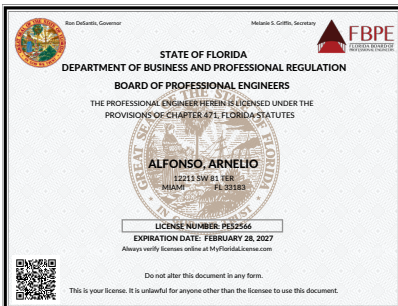 Ron DeSantis, Governor
Melanie S. Griffin, Secretary
FBPE
FLORIDA BOARD OF
PROFESSIONAL ENGINEERS
STATE OF FLORIDA
DEPARTMENT OF BUSINESS AND PROFESSIONAL REGULATION
BOARD OF PROFESSIONAL ENGINEERS
THE PROFESSIONAL ENGINEER HEREIN IS LICENSED UNDER THE
PROVISIONS OF CHAPTER 471, FLORIDA STATUTES
ALFONSO, ARNELIO
12211 SW 81 TER
MIAMI FL 33183
LICENSE NUMBER: PE52566
EXPIRATION DATE: FEBRUARY 28, 2027
Always verify licenses online at MyFloridaLicense.com
Do not alter this document in any form.
This is your license. It is unlawful for anyone other than the licensee to use this document.